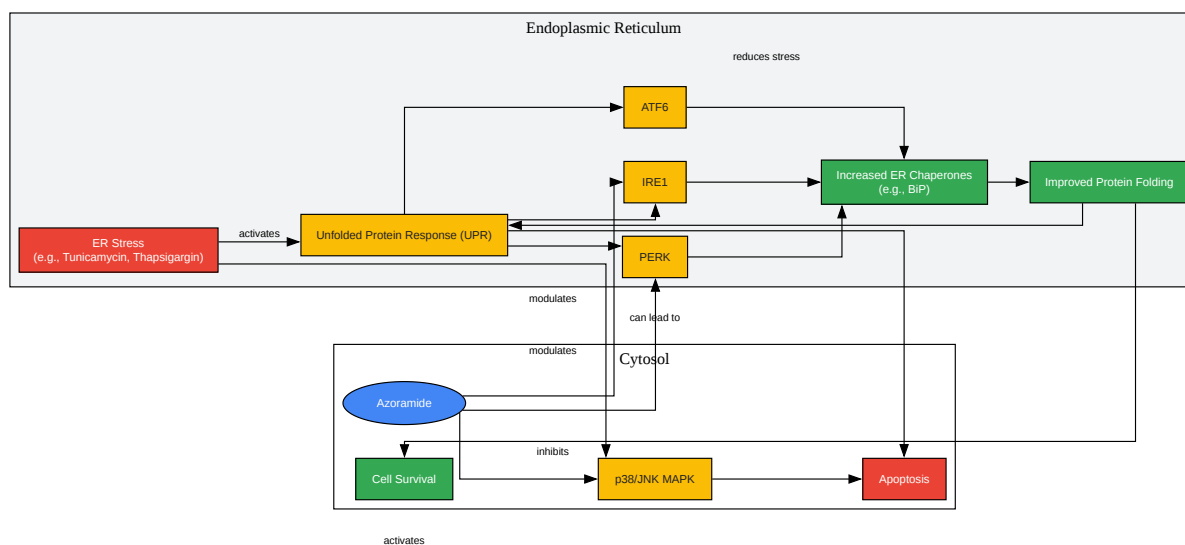 Endoplasmic Reticulum
reduces stress
ATF6
IRE1
Increased ER Chaperones
(e.g., BiP)
Improved Protein Folding
Unfolded Protein Response (UPR)
activates
ER Stress
(e.g., Tunicamycin, Thapsigargin)
PERK
modulates
can lead to
modulates
Cytosol
Azoramide
inhibits
Cell Survival
p38/JNK MAPK
Apoptosis
activates